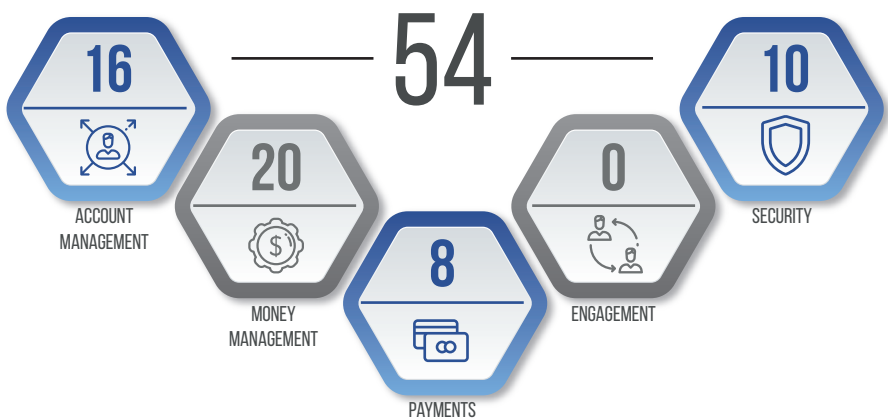 54
16
ACCOUNT
MANAGEMENT
20
$
MONEY
MANAGEMENT
8
PAYMENTS
0
ENGAGEMENT
10
SECURITY